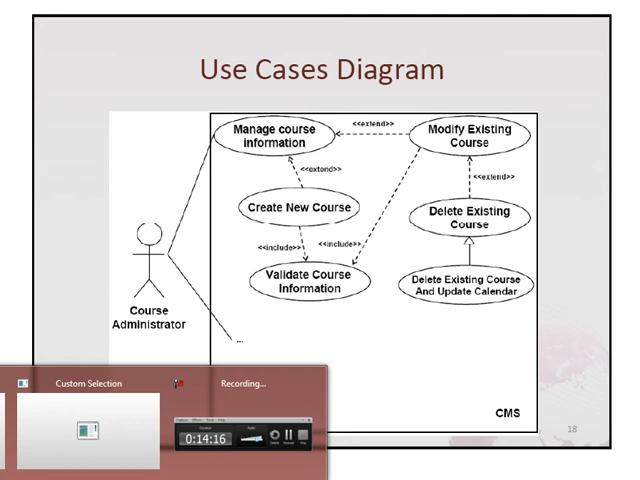 Use Cases Diagram
Manage course
information
<<extend>>
Modify Existing
Course
<<extend>>
<<extend>>
Create New Course
Delete Existing
Course
<<include>>
<<include>>
Validate Course
Information
Delete Existing Course
And Update Calendar
Course
Administrator
...
CMS
18
Custom Selection
Recording...
0:14:16